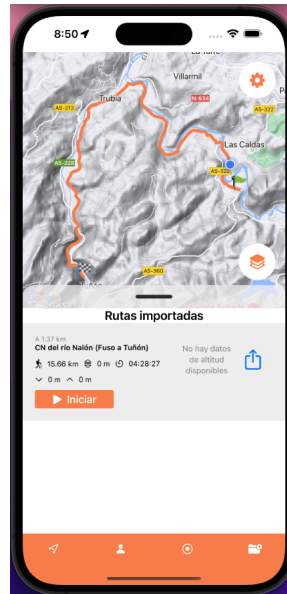 8:50
Villarmil
Trubia
N-634
AS-313
AS-322
Las Caldas
AS-228
AS-322
AS-360
Rutas importadas
A 1.37 km
CN del río Nalón (Fuso a Tuñón)
15.66 km 0 m 04:28:27
0 m 0 m
No hay datos
de altitud
disponibles
Iniciar